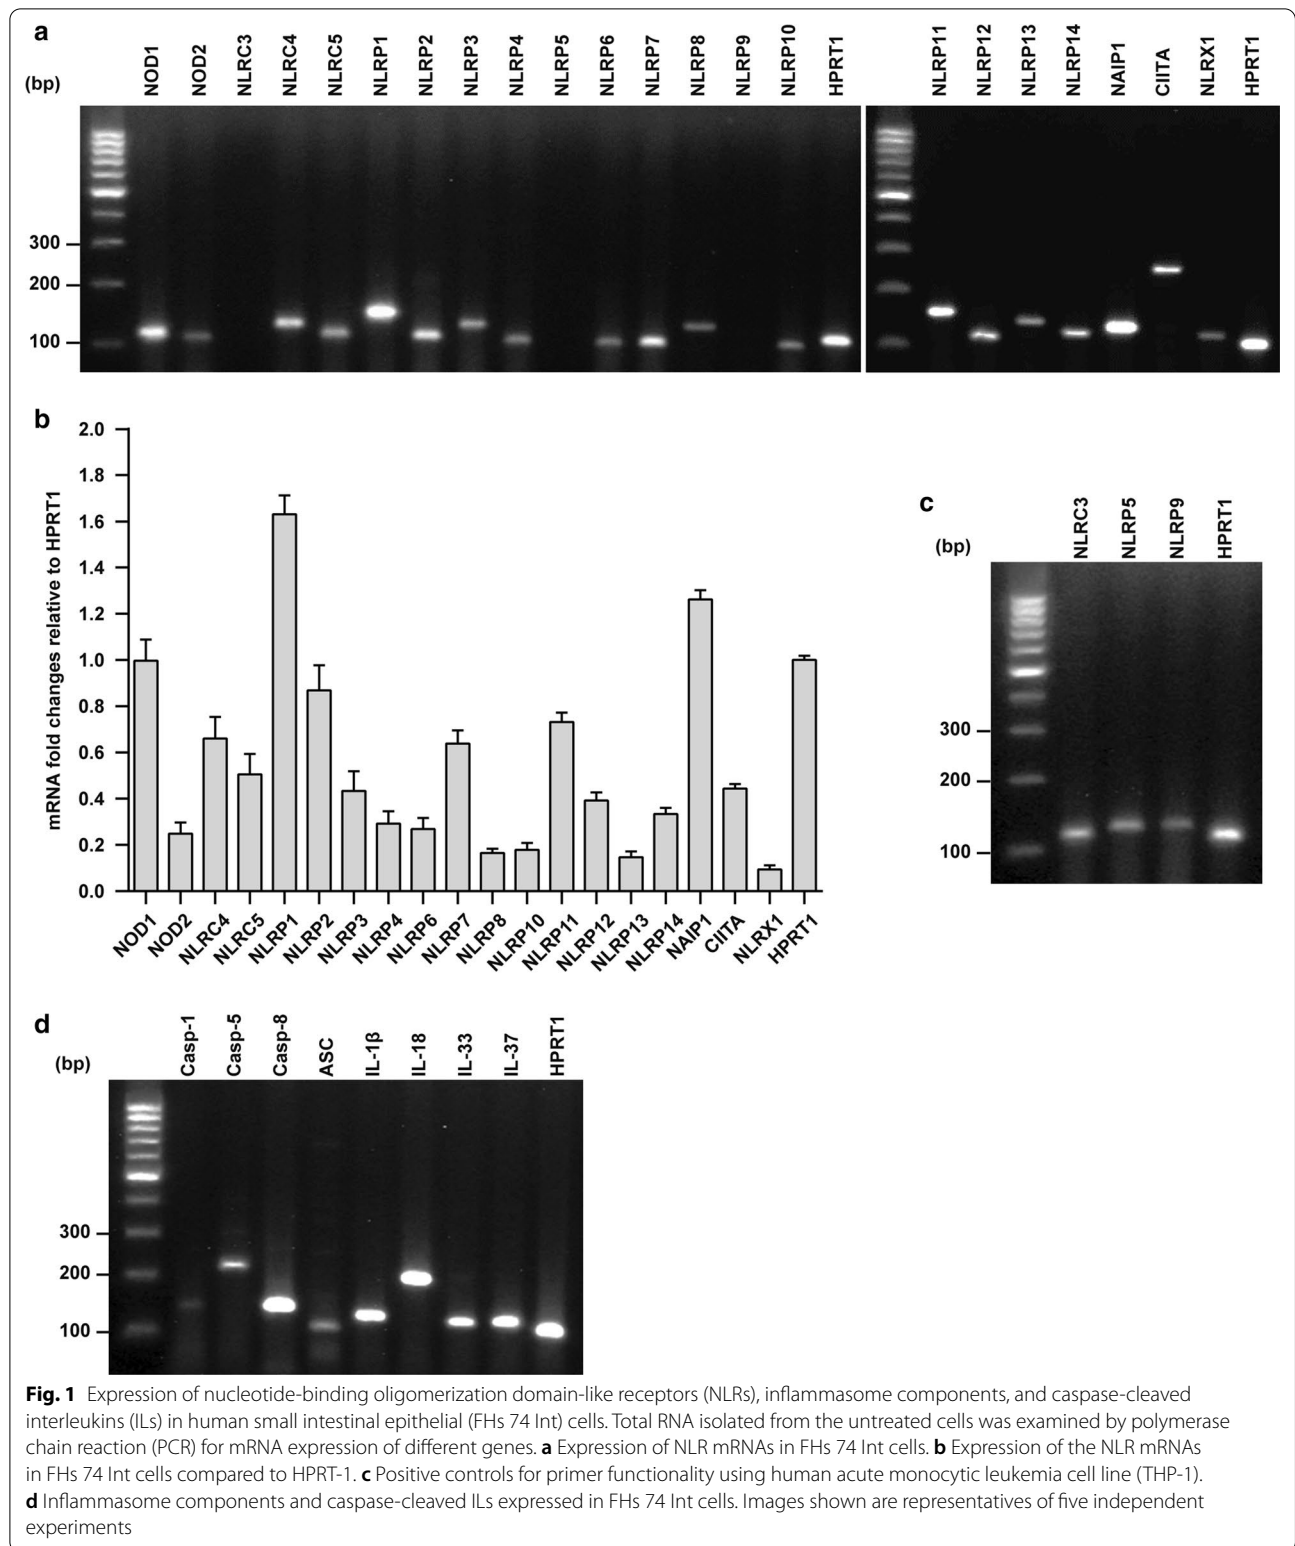 a
(bp)
NOD1
NOD2
NLRC3
NLRC4
NLRC5
NLRP1
NLRP2
NLRP3
NLRP4
NLRP5
NLRP6
NLRP7
NLRP8
NLRP9
NLRP10
HPRT1
NLRP11
NLRP12
NLRP13
NLRP14
NAIP1
CIITA
NLRX1
HPRT1
300
200
100
b
mRNA fold changes relative to HPRT1
2.0
1.8
1.6
1.4
1.2
1.0
0.8
0.6
0.4
0.2
0.0
NOD1
NOD2
NLRC4
NLRC5
NLRP1
NLRP2
NLRP3
NLRP4
NLRP6
NLRP7
NLRP8
NLRP10
NLRP11
NLRP12
NLRP13
NLRP14
NAIP1
CIITA
NLRX1
HPRT1
c
(bp)
NLRC3
NLRP5
NLRP9
HPRT1
300
200
100
d
(bp)
Casp-1
Casp-5
Casp-8
ASC
IL-1β
IL-18
IL-33
IL-37
HPRT1
300
200
100
Fig. 1 Expression of nucleotide-binding oligomerization domain-like receptors (NLRs), inflammasome components, and caspase-cleaved
interleukins (ILs) in human small intestinal epithelial (FHs 74 Int) cells. Total RNA isolated from the untreated cells was examined by polymerase
chain reaction (PCR) for mRNA expression of different genes. a Expression of NLR mRNAs in FHs 74 Int cells. b Expression of the NLR mRNAs
in FHs 74 Int cells compared to HPRT-1. c Positive controls for primer functionality using human acute monocytic leukemia cell line (THP-1).
d Inflammasome components and caspase-cleaved ILs expressed in FHs 74 Int cells. Images shown are representatives of five independent
experiments